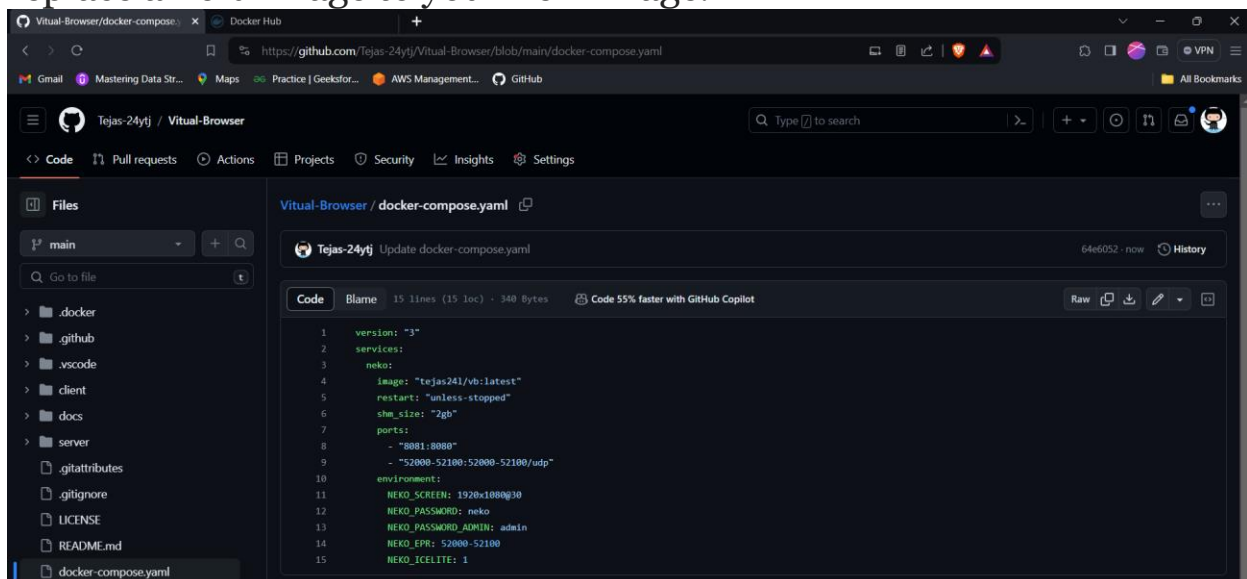 Vitual-Browser/docker-compose.y
Docker Hub
https://github.com/Tejas-24ytj/Vitual-Browser/blob/main/docker-compose.yaml
VPN
Gmail
Mastering Data Str...
Maps
Practice | Geeksfor...
AWS Management...
GitHub
All Bookmarks
Tejas-24ytj / Vitual-Browser
Type / to search
Code
Pull requests
Actions
Projects
Security
Insights
Settings
Files
Vitual-Browser / docker-compose.yaml
main
Tejas-24ytj Update docker-compose.yaml
64e6052 · now
History
Go to file
t
Code
Blame
15 lines (15 loc) · 340 Bytes
Code 55% faster with GitHub Copilot
Raw
.docker
.github
.vscode
client
docs
server
.gitattributes
.gitignore
LICENSE
README.md
docker-compose.yaml
1 version: "3"
2 services:
3 neko:
4 image: "tejas24l/vb:latest"
5 restart: "unless-stopped"
6 shm_size: "2gb"
7 ports:
8 - "8081:8080"
9 - "52000-52100:52000-52100/udp"
10 environment:
11 NEKO_SCREEN: 1920x1080@30
12 NEKO_PASSWORD: neko
13 NEKO_PASSWORD_ADMIN: admin
14 NEKO_EPR: 52000-52100
15 NEKO_ICELITE: 1